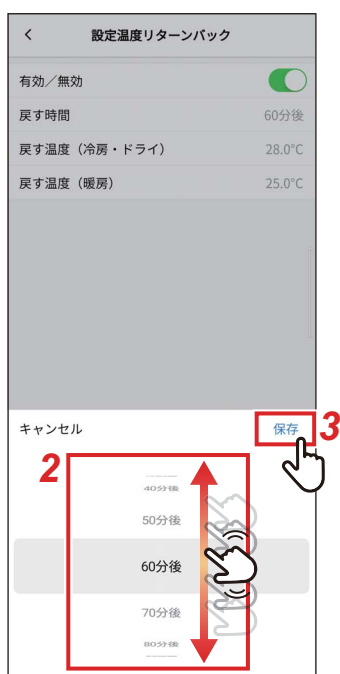 設定温度リターンバック
有効／無効
戻す時間 60分後
戻す温度（冷房・ドライ） 28.0°C
戻す温度（暖房） 25.0°C
キャンセル 保存 3
2
40分後
50分後
60分後
70分後
80分後